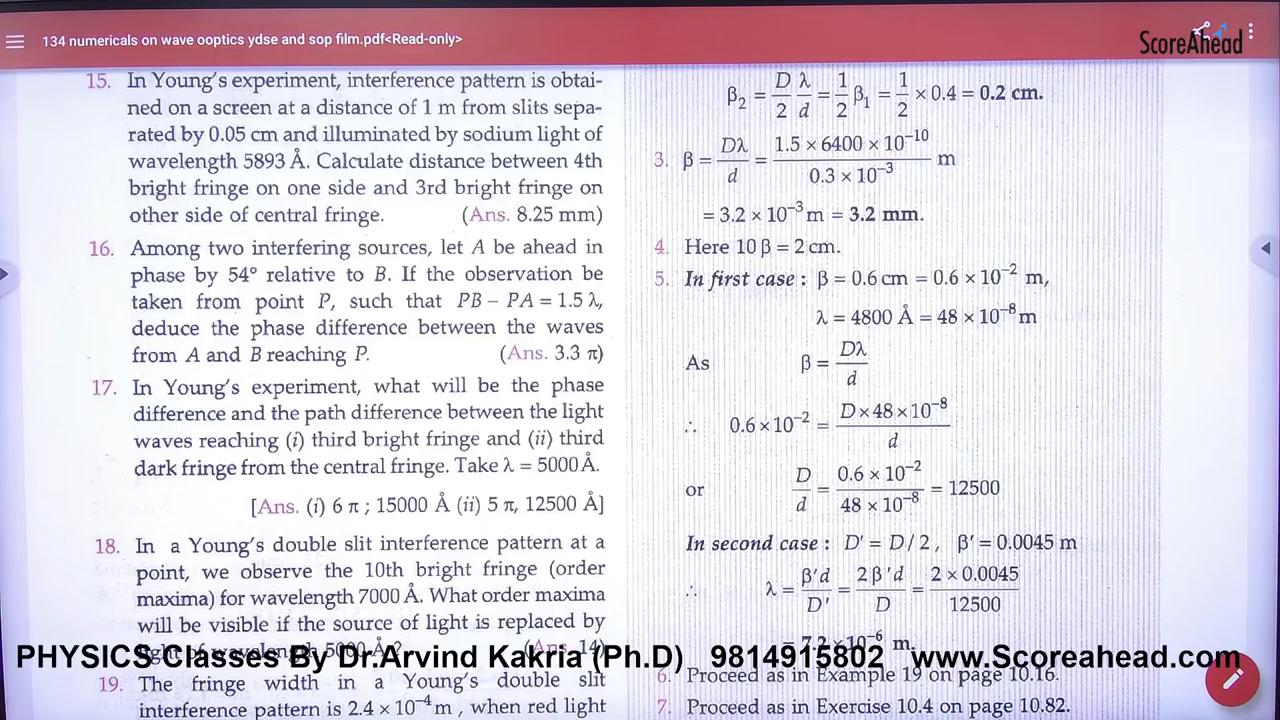 134 numericals on wave ooptics ydse and sop film.pdf<Read-only>
ScoreAhead
15. In Young's experiment, interference pattern is obtai-
ned on a screen at a distance of 1 m from slits sepa-
rated by 0.05 cm and illuminated by sodium light of
wavelength 5893 Å. Calculate distance between 4th
bright fringe on one side and 3rd bright fringe on
other side of central fringe. (Ans. 8.25 mm)
16. Among two interfering sources, let A be ahead in
phase by 54° relative to B. If the observation be
taken from point P, such that PB – PA = 1.5 λ,
deduce the phase difference between the waves
from A and B reaching P. (Ans. 3.3 π)
17. In Young's experiment, what will be the phase
difference and the path difference between the light
waves reaching (i) third bright fringe and (ii) third
dark fringe from the central fringe. Take λ = 5000 Å.
[Ans. (i) 6 π ; 15000 Å (ii) 5 π, 12500 Å]
18. In a Young's double slit interference pattern at a
point, we observe the 10th bright fringe (order
maxima) for wavelength 7000 Å. What order maxima
will be visible if the source of light is replaced by
light of wavelength 5000 Å? (Ans. 14)
19. The fringe width in a Young's double slit
interference pattern is 2.4 × 10⁻⁴ m, when red light
β₂ = D/2 λ/d = 1/2 β₁ = 1/2 × 0.4 = 0.2 cm.
3. β = Dλ/d = 1.5 × 6400 × 10⁻¹⁰ / 0.3 × 10⁻³ m
= 3.2 × 10⁻³ m = 3.2 mm.
4. Here 10 β = 2 cm.
5. In first case : β = 0.6 cm = 0.6 × 10⁻² m,
λ = 4800 Å = 48 × 10⁻⁸ m
As β = Dλ/d
∴ 0.6 × 10⁻² = D × 48 × 10⁻⁸ / d
or D/d = 0.6 × 10⁻² / 48 × 10⁻⁸ = 12500
In second case : D' = D / 2, β' = 0.0045 m
∴ λ = β'd/D' = 2 β'd/D = 2 × 0.0045 / 12500
= 7.2 × 10⁻⁶ m.
6. Proceed as in Example 19 on page 10.16.
7. Proceed as in Exercise 10.4 on page 10.82.
PHYSICS Classes By Dr.Arvind Kakria (Ph.D) 9814915802 www.Scoreahead.com